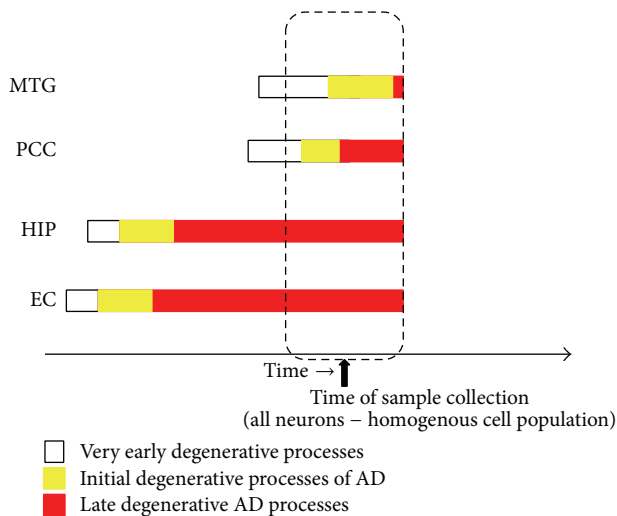 MTG
PCC
HIP
EC
Time →
Time of sample collection
(all neurons − homogenous cell population)
Very early degenerative processes
Initial degenerative processes of AD
Late degenerative AD processes